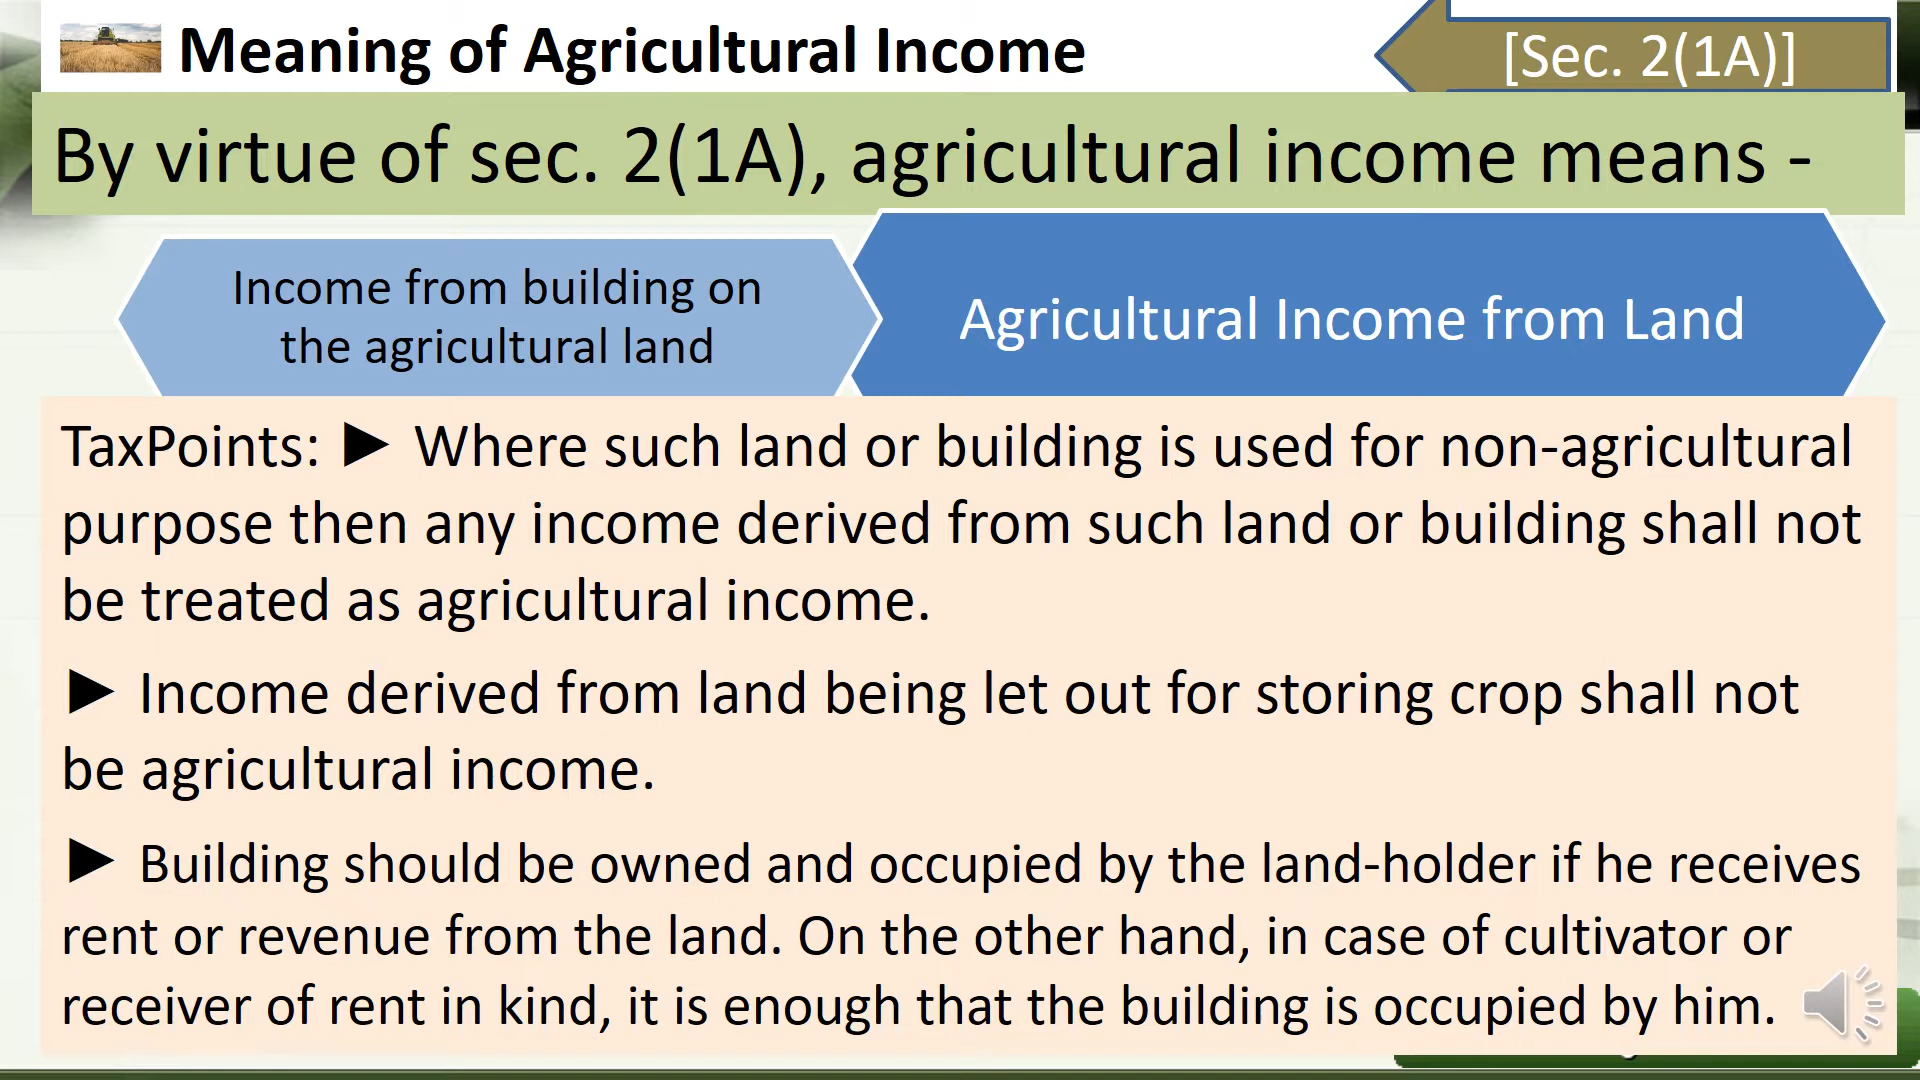 Meaning of Agricultural Income
[Sec. 2(1A)]
By virtue of sec. 2(1A), agricultural income means -
Income from building on
the agricultural land
Agricultural Income from Land
TaxPoints: ► Where such land or building is used for non-agricultural
purpose then any income derived from such land or building shall not
be treated as agricultural income.
► Income derived from land being let out for storing crop shall not
be agricultural income.
► Building should be owned and occupied by the land-holder if he receives
rent or revenue from the land. On the other hand, in case of cultivator or
receiver of rent in kind, it is enough that the building is occupied by him.